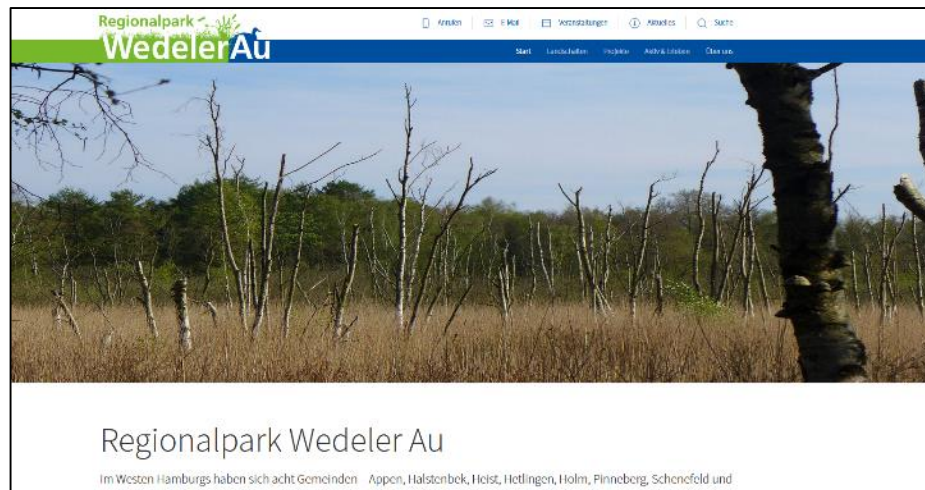 Regionalpark
WedelerAu
Anrufen
E-Mail
Veranstaltungen
Aktuelles
Suche
Start Landschaften Projekte Aktiv & Erleben Über uns
Regionalpark Wedeler Au
Im Westen Hamburgs haben sich acht Gemeinden Appen, Halstenbek, Heist, Hetlingen, Holm, Pinneberg, Schenefeld und